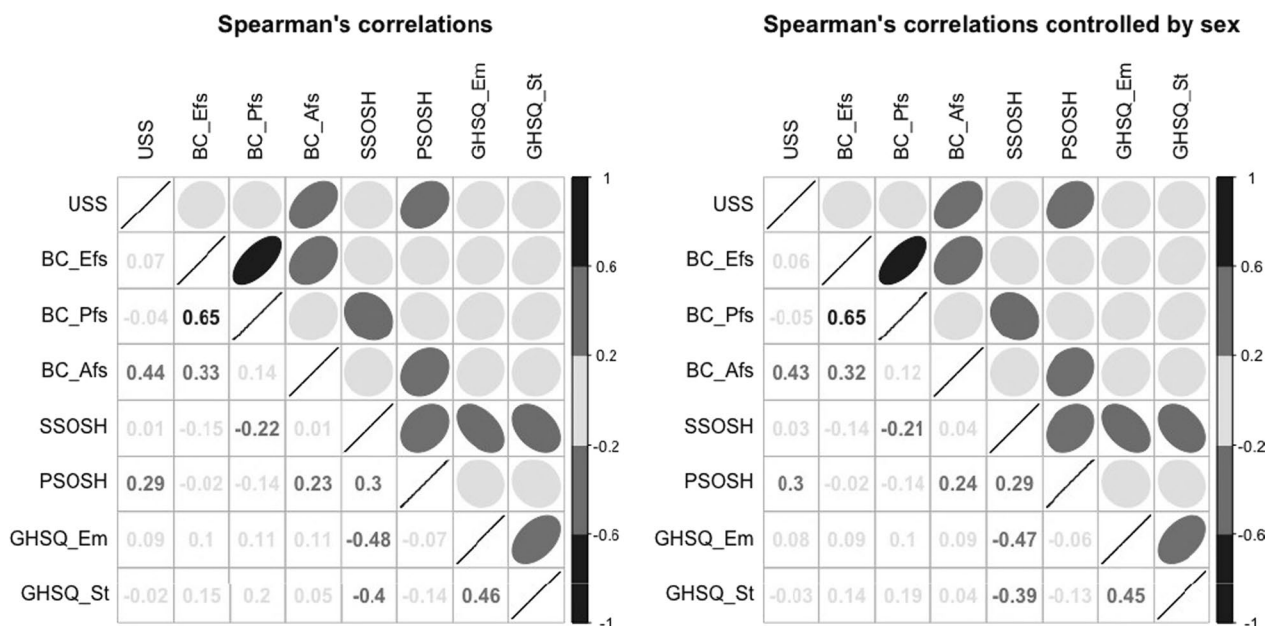 Spearman's correlations
USS BC_Efs BC_Pfs BC_Afs SSOSH PSOSH GHSQ_Em GHSQ_St
USS
BC_Efs 0.07
BC_Pfs -0.04 0.65
BC_Afs 0.44 0.33 0.14
SSOSH 0.01 -0.15 -0.22 0.01
PSOSH 0.29 -0.02 -0.14 0.23 0.3
GHSQ_Em 0.09 0.1 0.11 0.11 -0.48 -0.07
GHSQ_St -0.02 0.15 0.2 0.05 -0.4 -0.14 0.46
1
0.6
0.2
-0.2
-0.6
-1
Spearman's correlations controlled by sex
USS BC_Efs BC_Pfs BC_Afs SSOSH PSOSH GHSQ_Em GHSQ_St
USS
BC_Efs 0.06
BC_Pfs -0.05 0.65
BC_Afs 0.43 0.32 0.12
SSOSH 0.03 -0.14 -0.21 0.04
PSOSH 0.3 -0.02 -0.14 0.24 0.29
GHSQ_Em 0.08 0.09 0.1 0.09 -0.47 -0.06
GHSQ_St -0.03 0.14 0.19 0.04 -0.39 -0.13 0.45
1
0.6
0.2
-0.2
-0.6
-1